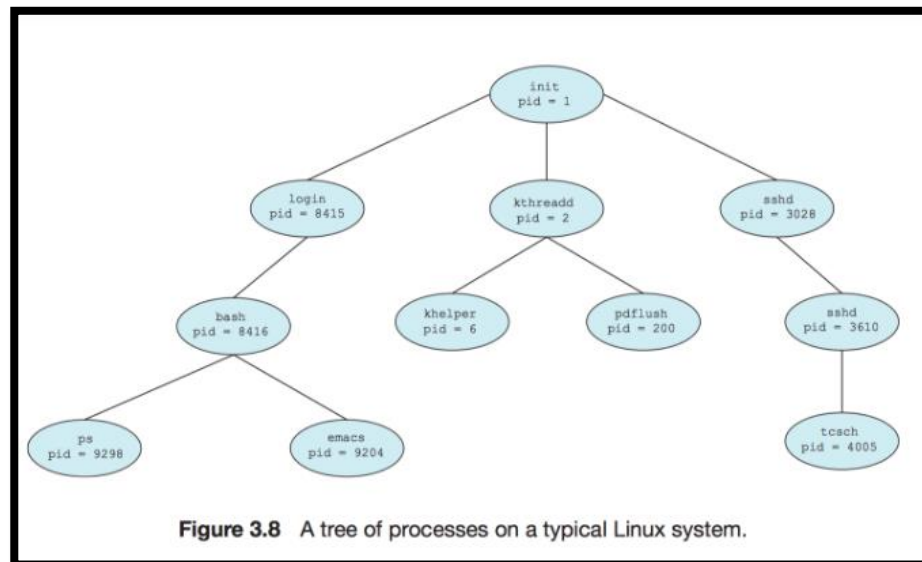 init
pid = 1
login
pid = 8415
kthreadd
pid = 2
sshd
pid = 3028
bash
pid = 8416
khelper
pid = 6
pdflush
pid = 200
sshd
pid = 3610
ps
pid = 9298
emacs
pid = 9204
tcsch
pid = 4005
Figure 3.8 A tree of processes on a typical Linux system.